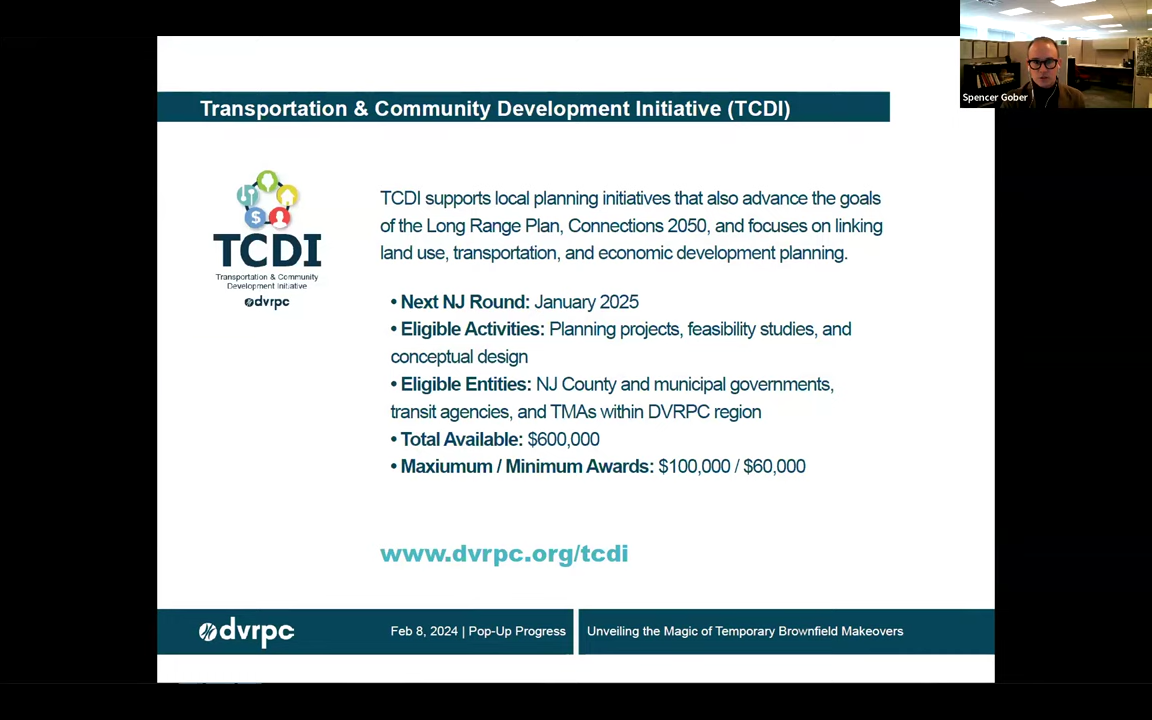 Spencer Gober
Transportation & Community Development Initiative (TCDI)
TCDI
Transportation & Community
Development Initiative
dvrpc
TCDI supports local planning initiatives that also advance the goals
of the Long Range Plan, Connections 2050, and focuses on linking
land use, transportation, and economic development planning.
• Next NJ Round: January 2025
• Eligible Activities: Planning projects, feasibility studies, and
conceptual design
• Eligible Entities: NJ County and municipal governments,
transit agencies, and TMAs within DVRPC region
• Total Available: $600,000
• Maxiumum / Minimum Awards: $100,000 / $60,000
www.dvrpc.org/tcdi
dvrpc
Feb 8, 2024 | Pop-Up Progress
Unveiling the Magic of Temporary Brownfield Makeovers